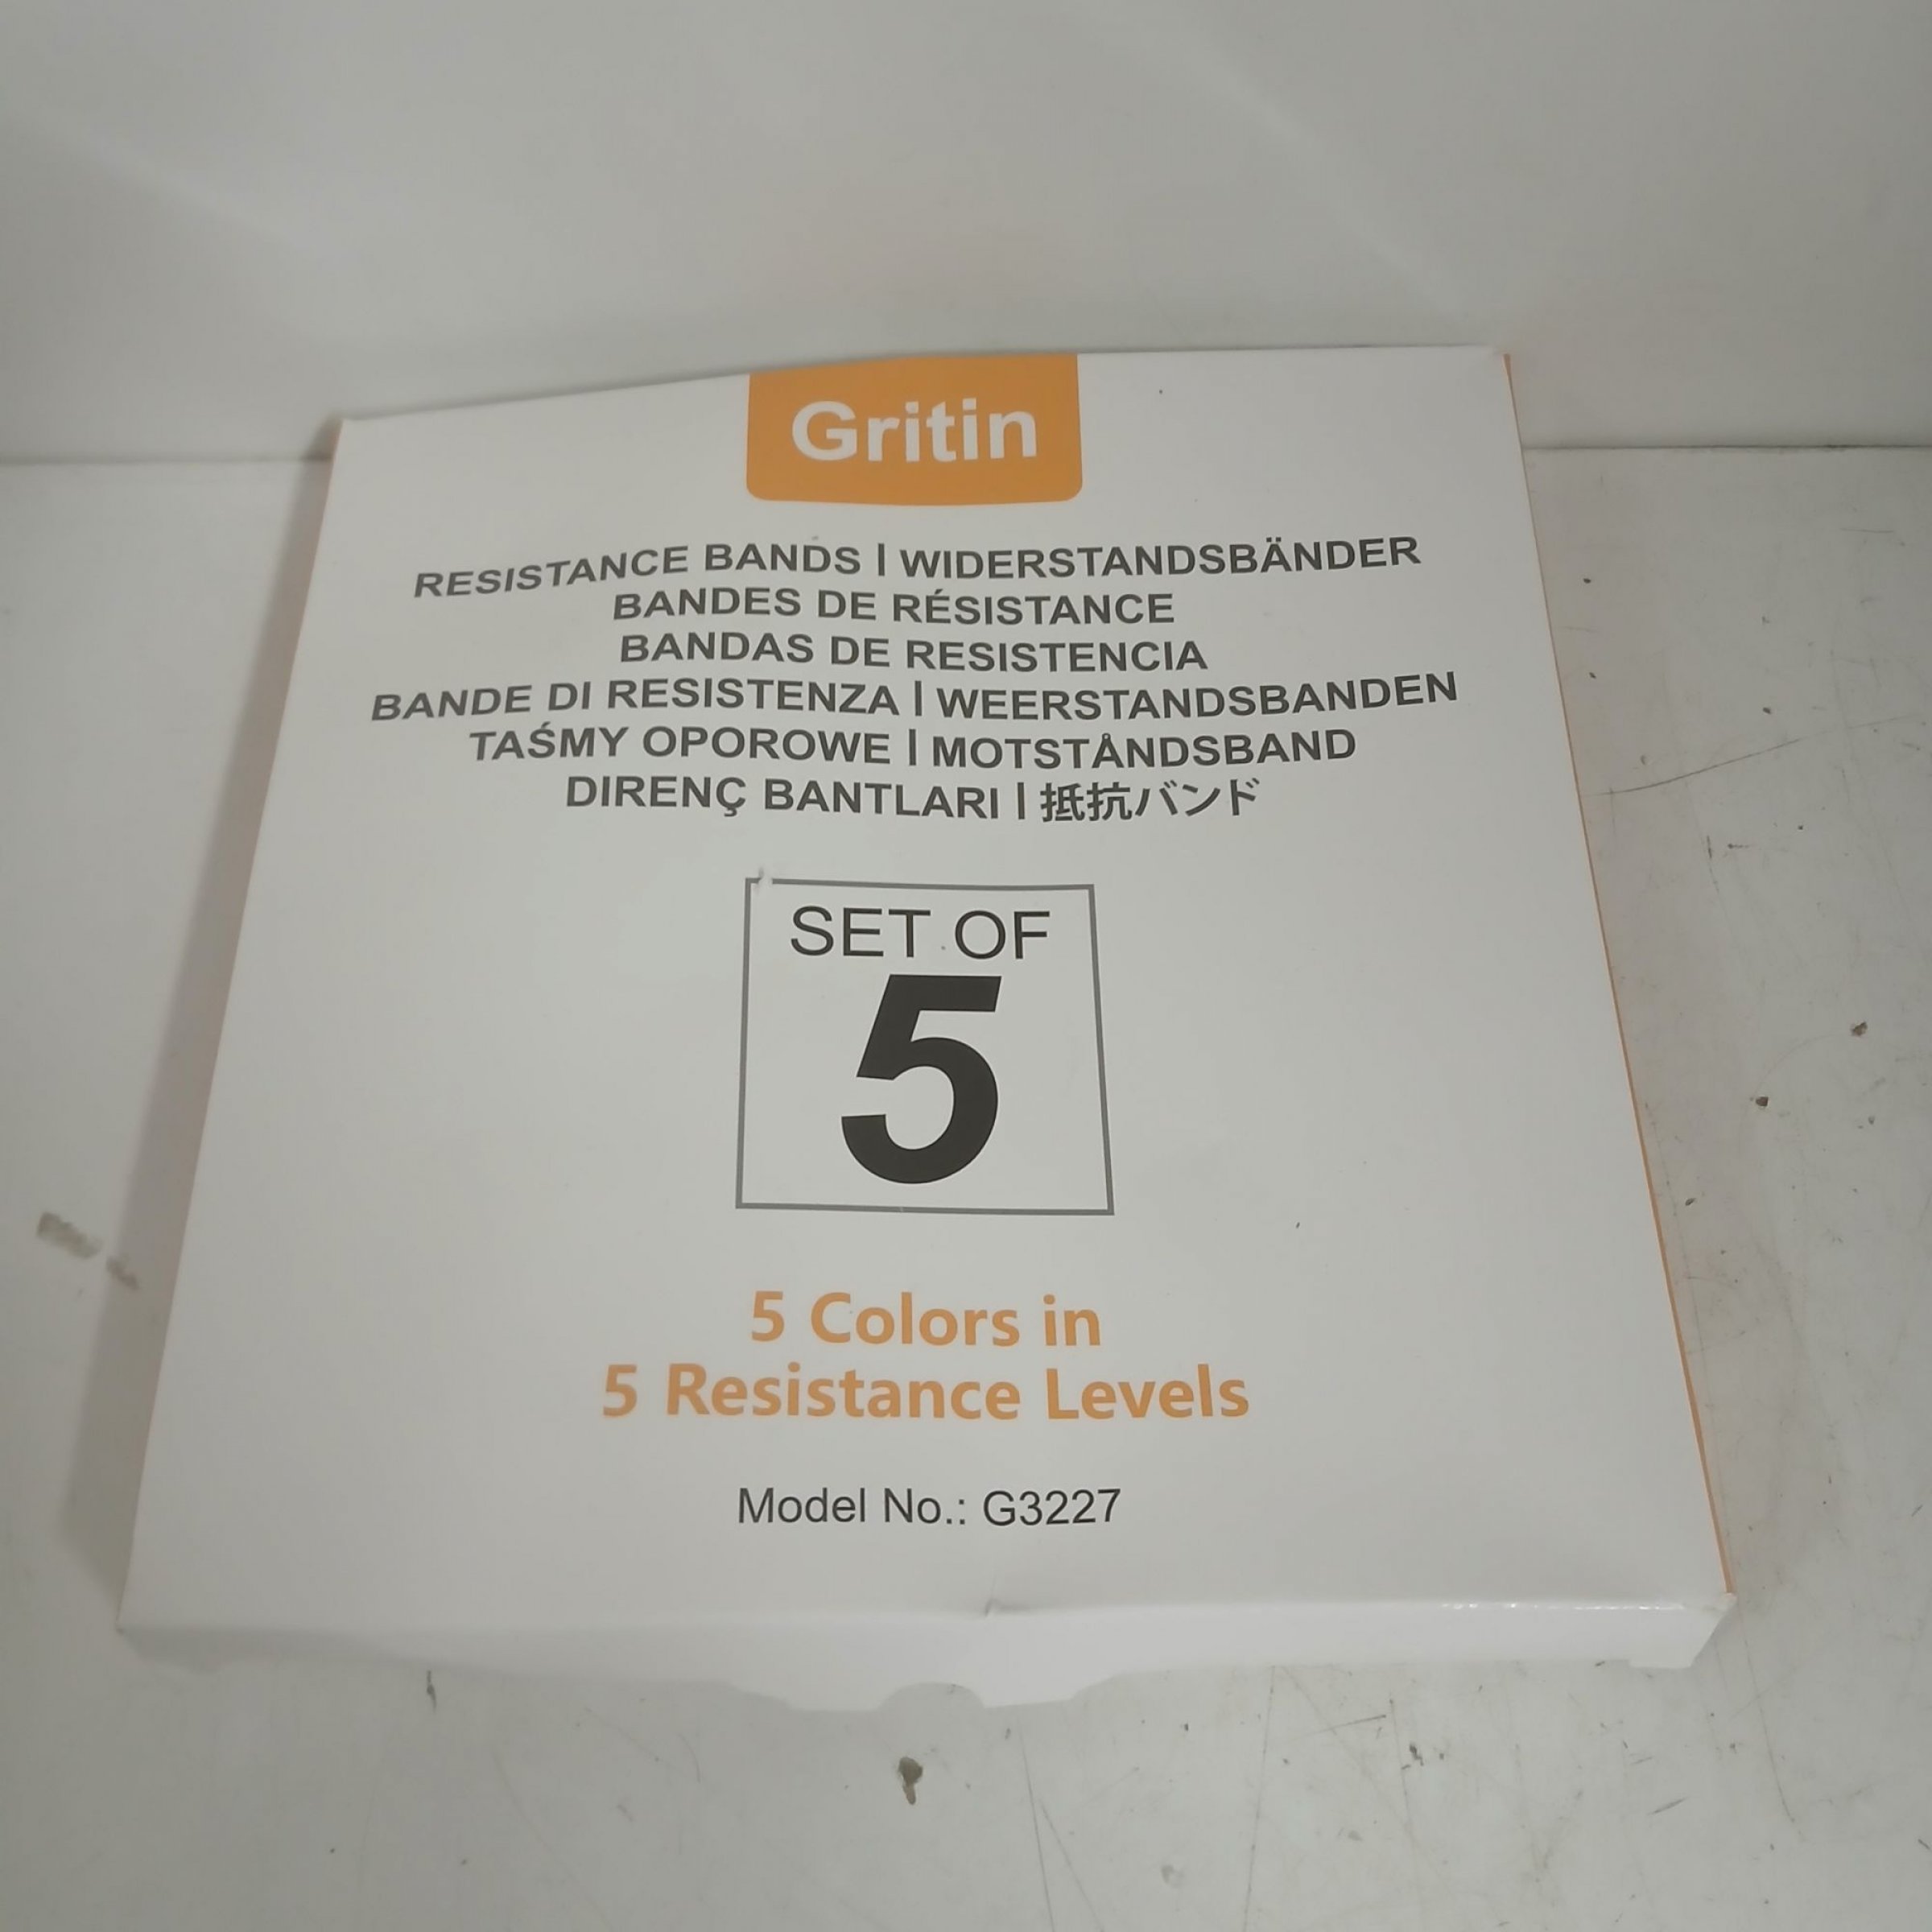 Gritin
RESISTANCE BANDS | WIDERSTANDSBÄNDER
BANDES DE RÉSISTANCE
BANDAS DE RESISTENCIA
BANDE DI RESISTENZA | WEERSTANDSBANDEN
TAŚMY OPOROWE | MOTSTÅNDSBAND
DIRENÇ BANTLARI | 抵抗バンド
SET OF
5
5 Colors in
5 Resistance Levels
Model No.: G3227